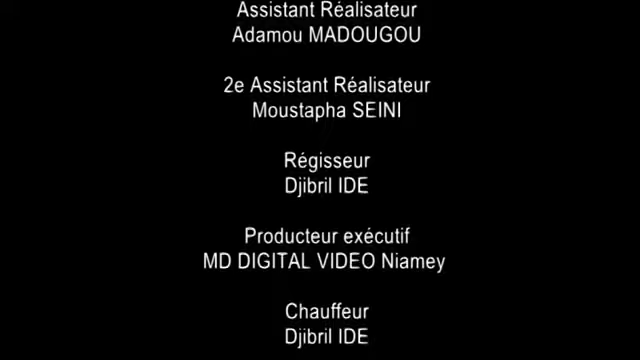 Assistant Réalisateur
Adamou MADOUGOU
2e Assistant Réalisateur
Moustapha SEINI
Régisseur
Djibril IDE
Producteur exécutif
MD DIGITAL VIDEO Niamey
Chauffeur
Djibril IDE